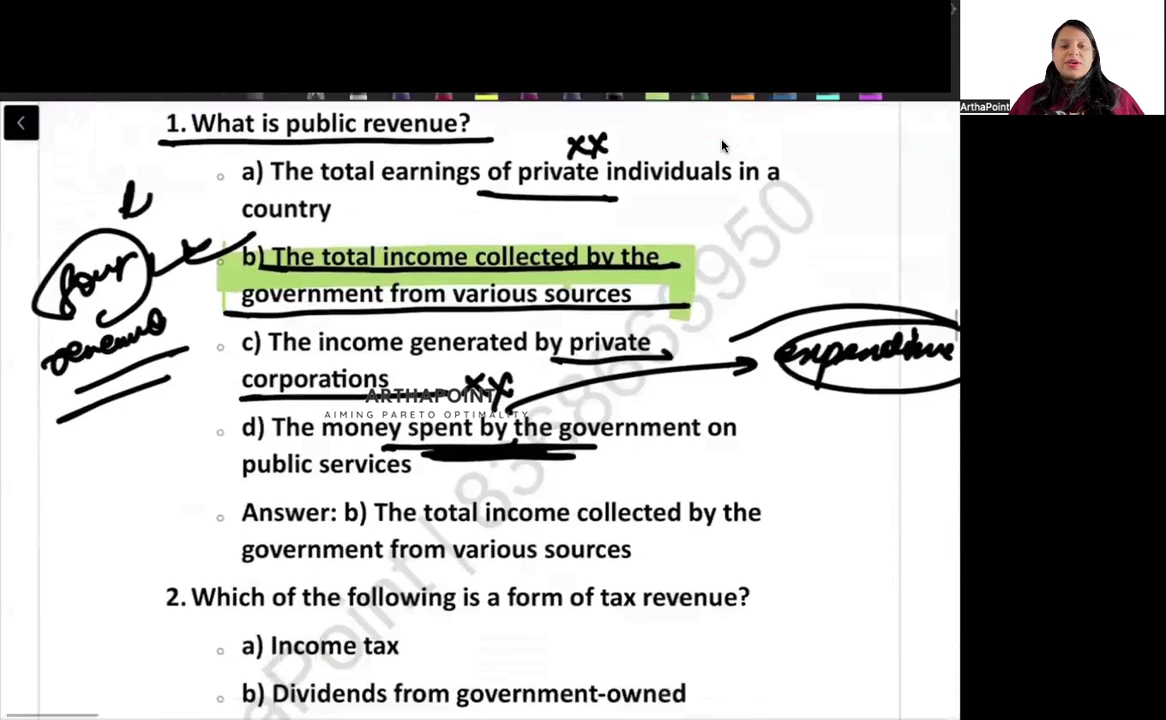 ArthaPoint
1. What is public revenue?
xx
a) The total earnings of private individuals in a
country
b) The total income collected by the
government from various sources
revenue
c) The income generated by private
expenditure
corporations
xx
ARTHAPOINT
AIMING PARETO OPTIMALITY
d) The money spent by the government on
public services
Answer: b) The total income collected by the
government from various sources
2. Which of the following is a form of tax revenue?
a) Income tax
b) Dividends from government-owned